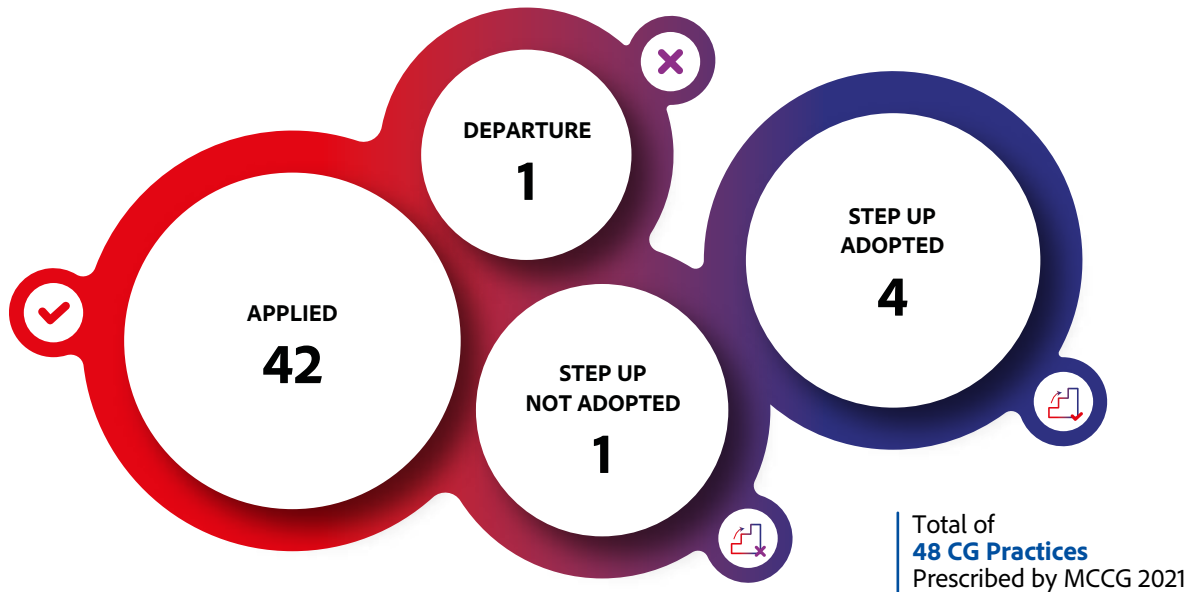 DEPARTURE
1
STEP UP
ADOPTED
4
APPLIED
42
STEP UP
NOT ADOPTED
1
Total of
48 CG Practices
Prescribed by MCCG 2021